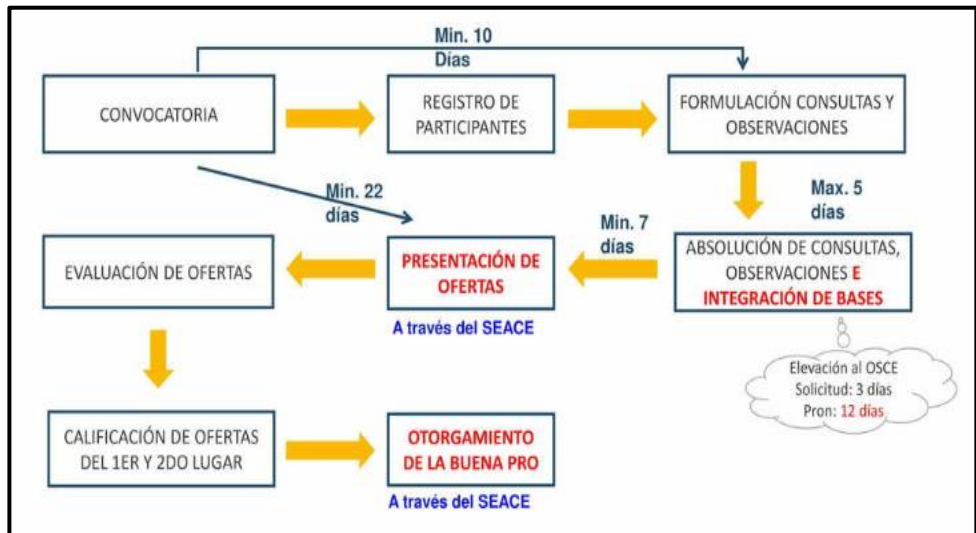 Min. 10
Días
CONVOCATORIA
REGISTRO DE
PARTICIPANTES
FORMULACIÓN CONSULTAS Y
OBSERVACIONES
Min. 22
días
Max. 5
días
Min. 7
días
EVALUACIÓN DE OFERTAS
PRESENTACIÓN DE
OFERTAS
A través del SEACE
ABSOLUCIÓN DE CONSULTAS,
OBSERVACIONES E
INTEGRACIÓN DE BASES
Elevación al OSCE
Solicitud: 3 días
Pron: 12 días
CALIFICACIÓN DE OFERTAS
DEL 1ER Y 2DO LUGAR
OTORGAMIENTO
DE LA BUENA PRO
A través del SEACE